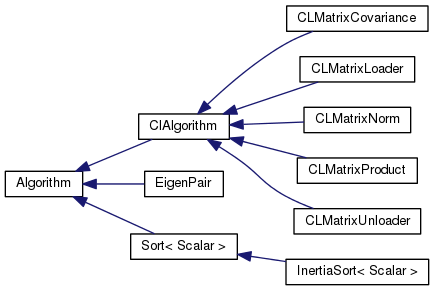 CLMatrixCovariance
CLMatrixLoader
ClAlgorithm
CLMatrixNorm
CLMatrixProduct
Algorithm
EigenPair
CLMatrixUnloader
Sort< Scalar >
InertiaSort< Scalar >